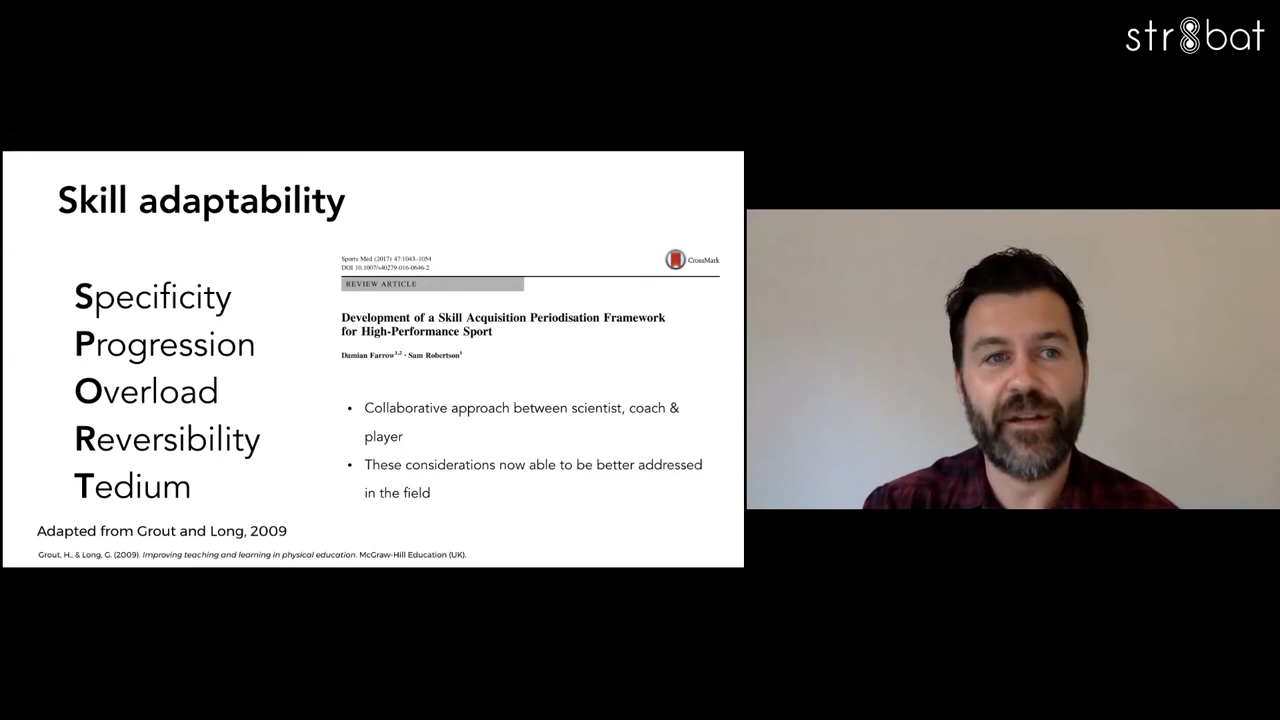 str8bat
Skill adaptability
Specificity
Progression
Overload
Reversibility
Tedium
Adapted from Grout and Long, 2009
Grout, H., & Long, G. (2009). Improving teaching and learning in physical education. McGraw-Hill Education (UK).
Sports Med (2017) 47:1043–1054
DOI 10.1007/s40279-016-0646-2
CrossMark
REVIEW ARTICLE
Development of a Skill Acquisition Periodisation Framework
for High-Performance Sport
Damian Farrow1,2 · Sam Robertson1
• Collaborative approach between scientist, coach &
player
• These considerations now able to be better addressed
in the field